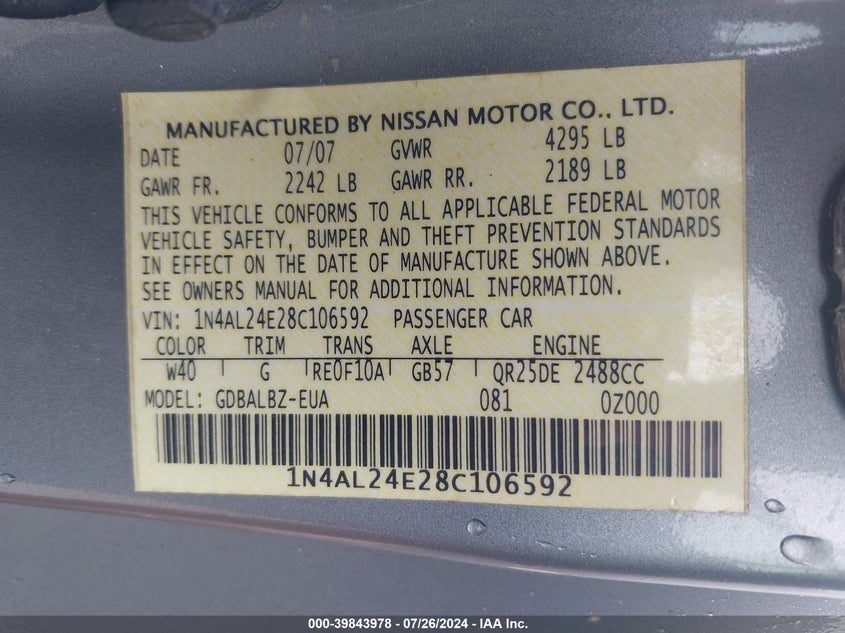 MANUFACTURED BY NISSAN MOTOR CO., LTD.
DATE 07/07 GVWR 4295 LB
GAWR FR. 2242 LB GAWR RR. 2189 LB
THIS VEHICLE CONFORMS TO ALL APPLICABLE FEDERAL MOTOR
VEHICLE SAFETY, BUMPER AND THEFT PREVENTION STANDARDS
IN EFFECT ON THE DATE OF MANUFACTURE SHOWN ABOVE.
SEE OWNERS MANUAL FOR ADDITIONAL INFORMATION.
VIN: 1N4AL24E28C106592 PASSENGER CAR
COLOR TRIM TRANS AXLE ENGINE
W40 G RE0F10A GB57 QR25DE 2488CC
MODEL: GDBALBZ-EUA 081 0Z000
1N4AL24E28C106592
000-39843978 - 07/26/2024 - IAA Inc.